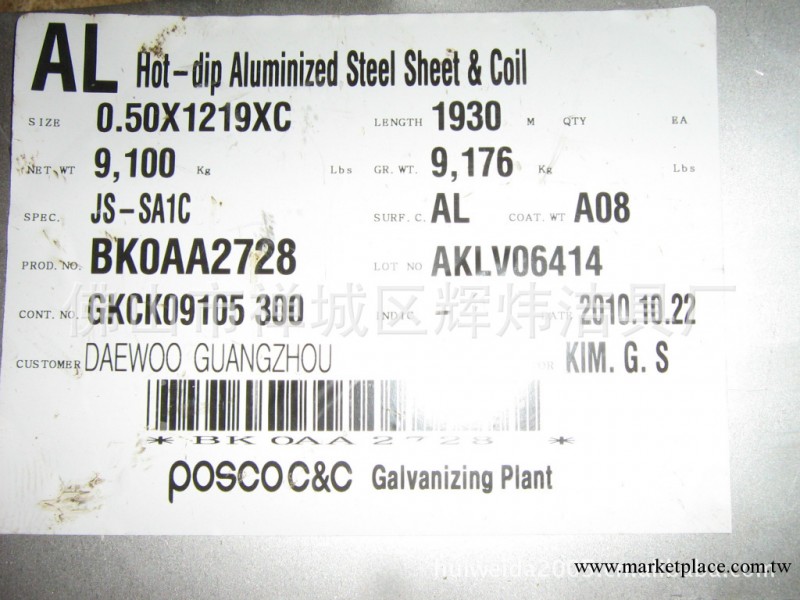 AL Hot-dip Aluminized Steel Sheet & Coil
SIZE 0.50X1219XC LENGTH 1930 M QTY EA
NET WT 9,100 Kg Lbs GR. WT. 9,176 Kg Lbs
SPEC. JS-SA1C SURF. C. AL COAT. WT A08
PROD. NO. BK0AA2728 LOT NO AKLV06414
CONT. NO. GKCK09105 300 INDIC. - DATE 2010.10.22
佛山市禅城区辉炜洁具厂
CUSTOMER DAEWOO GUANGZHOU KIM. G. S
*BK0AA2728*
posco C&C Galvanizing Plant
www.marketplace.com.tw